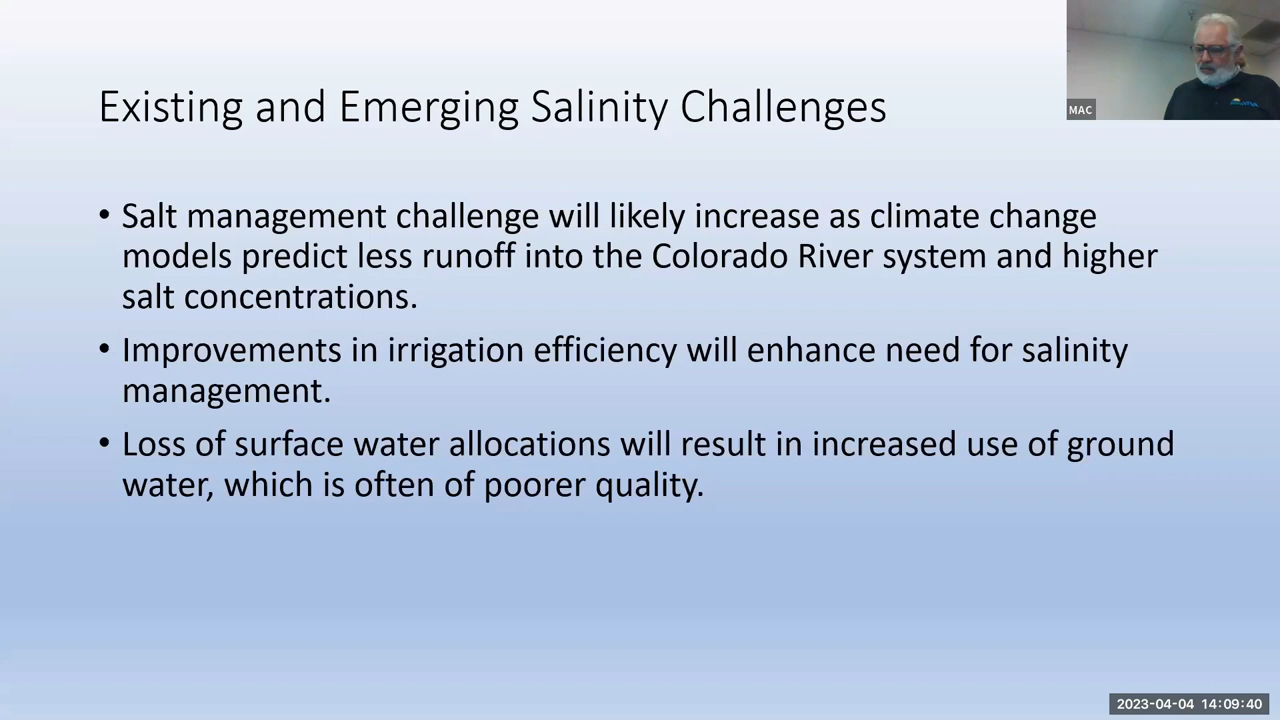 Existing and Emerging Salinity Challenges
MAC
• Salt management challenge will likely increase as climate change
models predict less runoff into the Colorado River system and higher
salt concentrations.
• Improvements in irrigation efficiency will enhance need for salinity
management.
• Loss of surface water allocations will result in increased use of ground
water, which is often of poorer quality.
2023-04-04 14:09:40